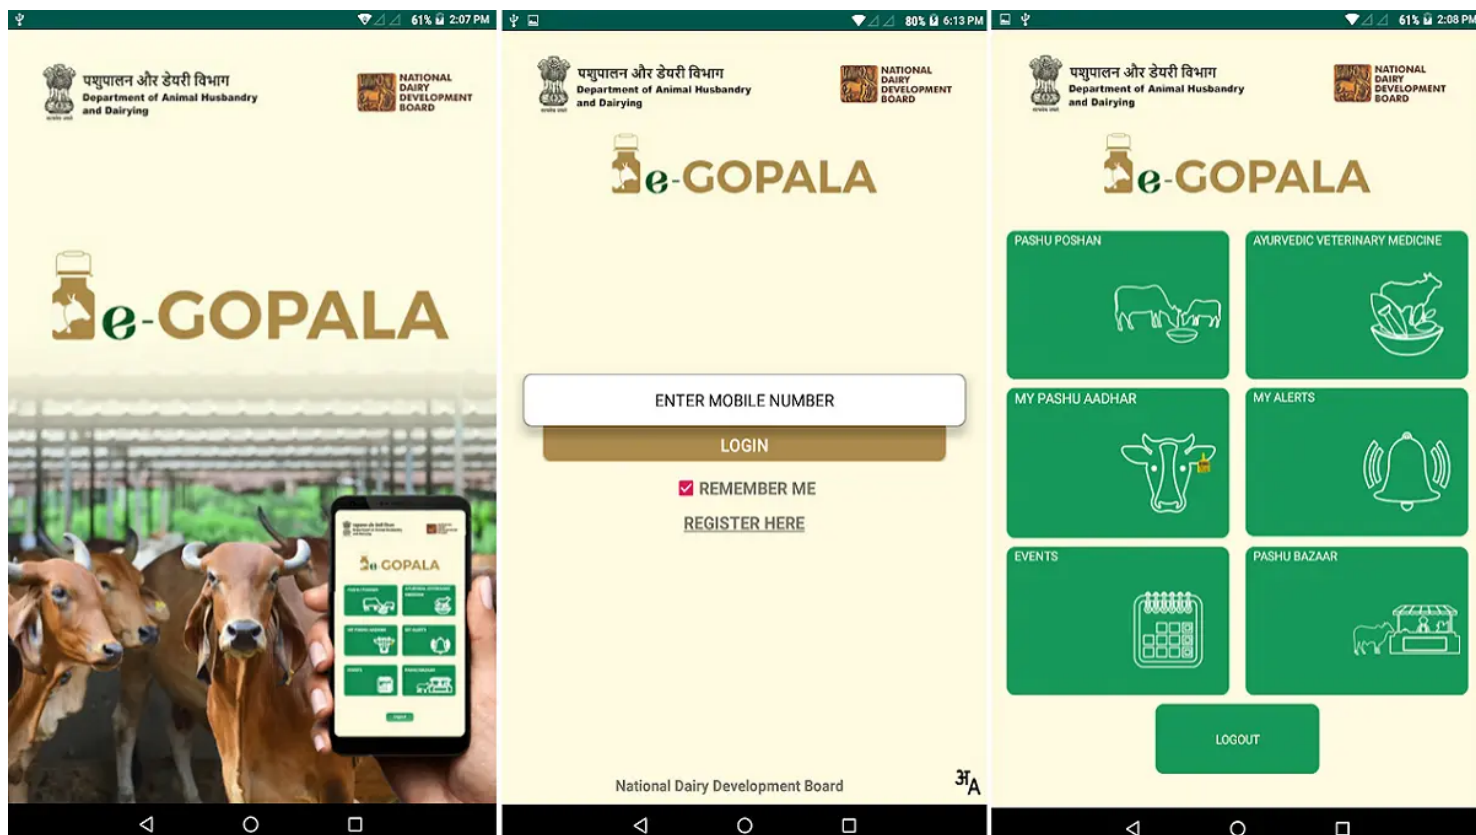 61% 2:07 PM
पशुपालन और डेयरी विभाग
Department of Animal Husbandry
and Dairying
NATIONAL
DAIRY
DEVELOPMENT
BOARD
e-GOPALA
e-GOPALA
80% 6:13 PM
पशुपालन और डेयरी विभाग
Department of Animal Husbandry
and Dairying
NATIONAL
DAIRY
DEVELOPMENT
BOARD
e-GOPALA
ENTER MOBILE NUMBER
LOGIN
REMEMBER ME
REGISTER HERE
National Dairy Development Board
अA
61% 2:08 PM
पशुपालन और डेयरी विभाग
Department of Animal Husbandry
and Dairying
NATIONAL
DAIRY
DEVELOPMENT
BOARD
e-GOPALA
PASHU POSHAN
AYURVEDIC VETERINARY MEDICINE
MY PASHU AADHAR
MY ALERTS
EVENTS
PASHU BAZAAR
LOGOUT